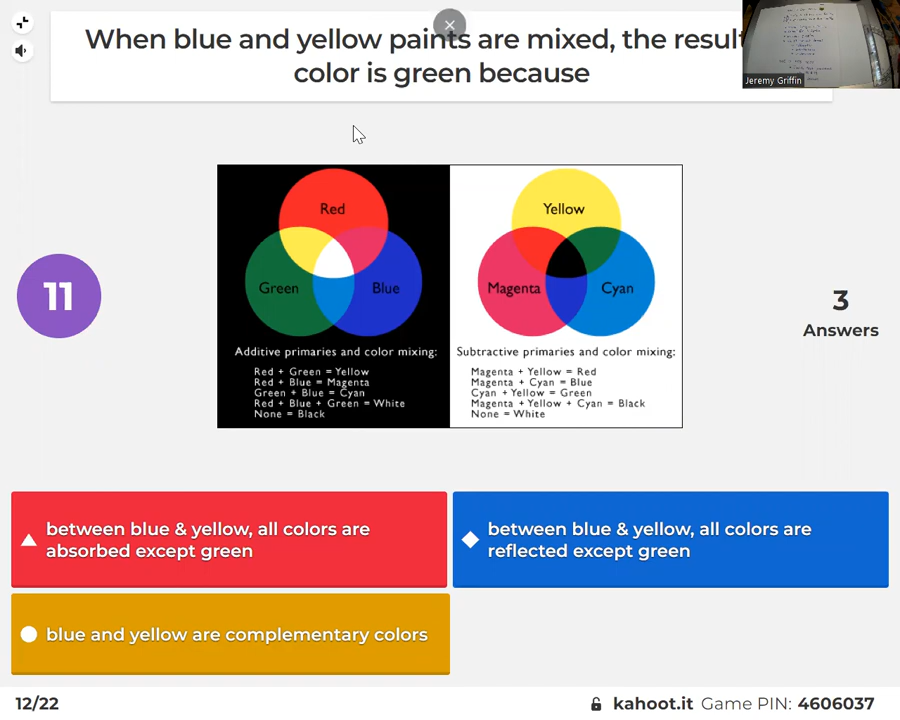 When blue and yellow paints are mixed, the result
color is green because
Jeremy Griffin
11
3
Answers
Red
Green
Blue
Additive primaries and color mixing:
Red + Green = Yellow
Red + Blue = Magenta
Green + Blue = Cyan
Red + Blue + Green = White
None = Black
Yellow
Magenta
Cyan
Subtractive primaries and color mixing:
Magenta + Yellow = Red
Magenta + Cyan = Blue
Cyan + Yellow = Green
Magenta + Yellow + Cyan = Black
None = White
between blue & yellow, all colors are
absorbed except green
between blue & yellow, all colors are
reflected except green
blue and yellow are complementary colors
12/22
kahoot.it Game PIN: 4606037